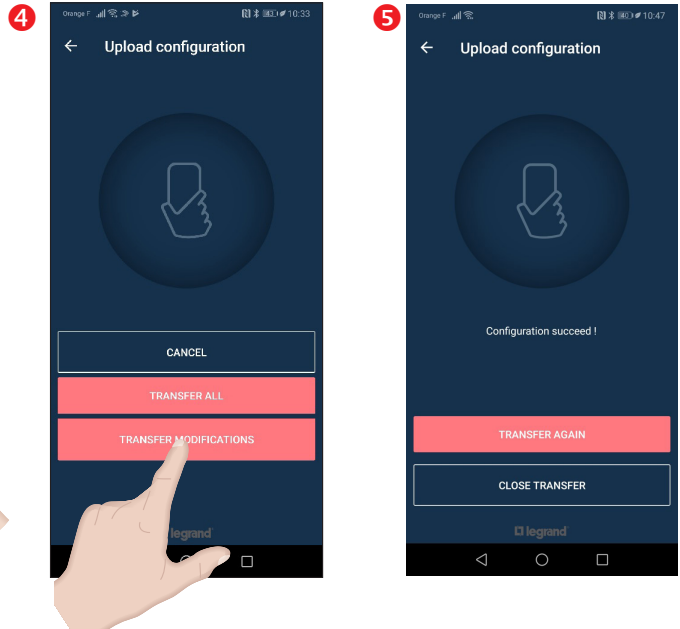 4
Orange F
10:33
Upload configuration
CANCEL
TRANSFER ALL
TRANSFER MODIFICATIONS
legrand
5
Orange F
10:47
Upload configuration
Configuration succeed !
TRANSFER AGAIN
CLOSE TRANSFER
legrand